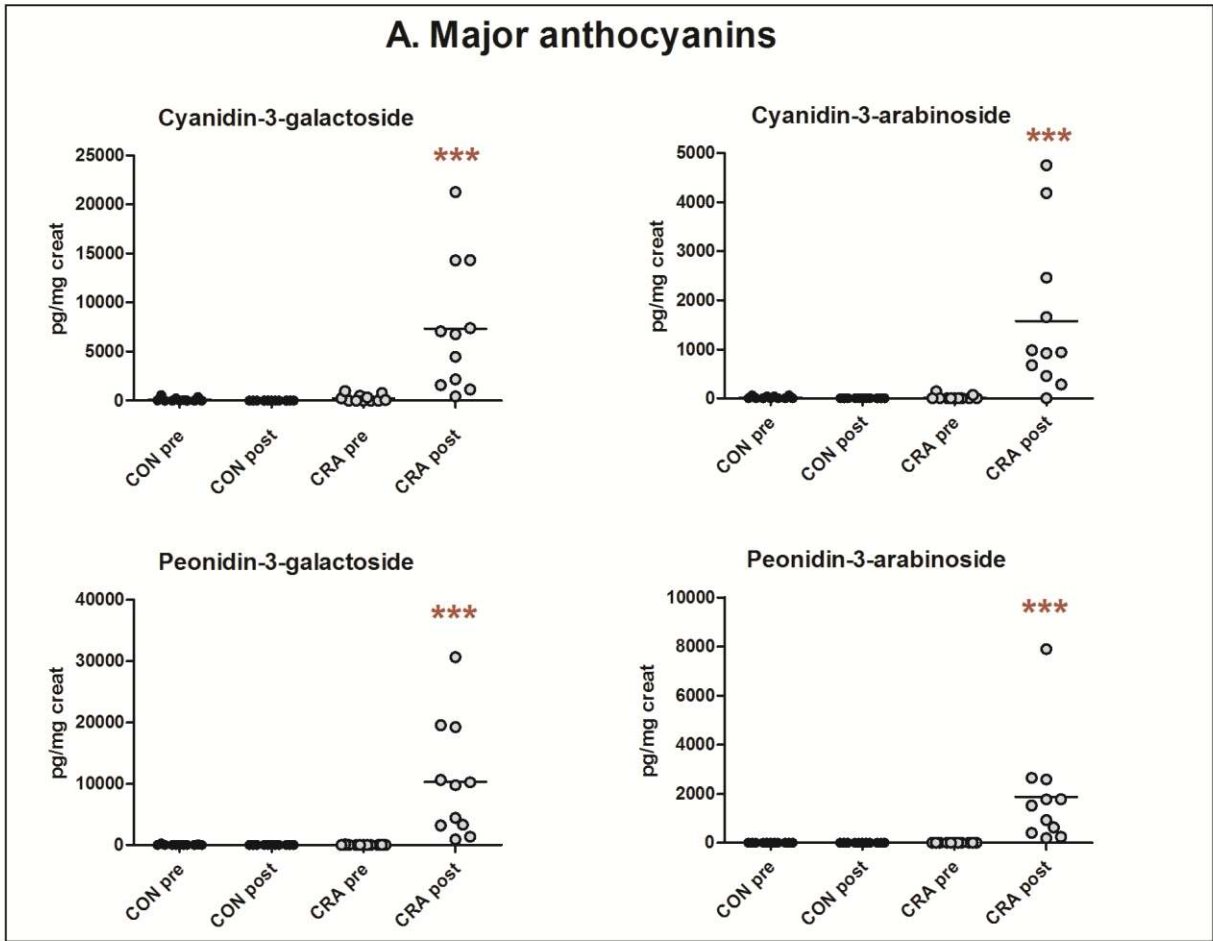 A. Major anthocyanins
Cyanidin-3-galactoside
***
25000
20000
15000
10000
5000
0
pg/mg creat
CON pre
CON post
CRA pre
CRA post
Cyanidin-3-arabinoside
***
5000
4000
3000
2000
1000
0
pg/mg creat
CON pre
CON post
CRA pre
CRA post
Peonidin-3-galactoside
***
40000
30000
20000
10000
0
pg/mg creat
CON pre
CON post
CRA pre
CRA post
Peonidin-3-arabinoside
***
10000
8000
6000
4000
2000
0
pg/mg creat
CON pre
CON post
CRA pre
CRA post